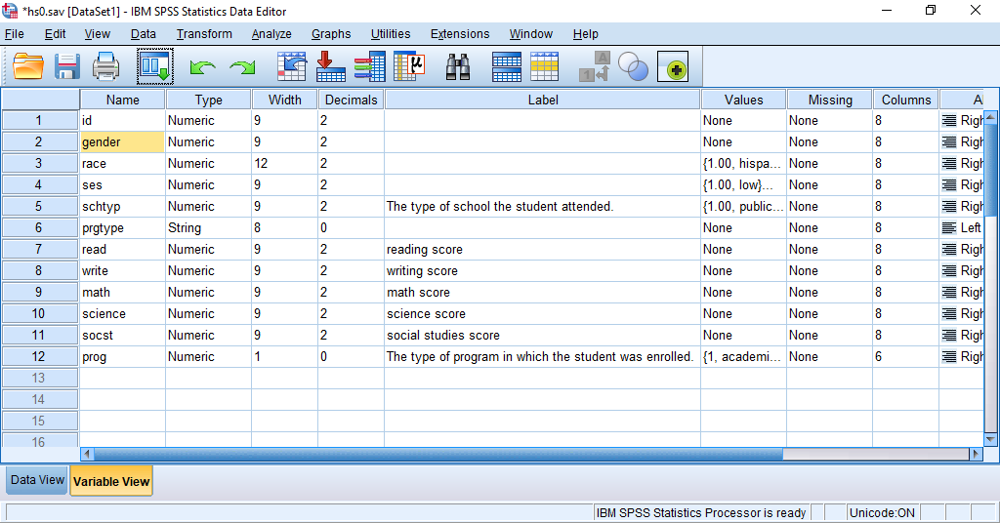 *hs0.sav [DataSet1] - IBM SPSS Statistics Data Editor
File Edit View Data Transform Analyze Graphs Utilities Extensions Window Help
Name Type Width Decimals Label Values Missing Columns Al
1 id Numeric 9 2 None None 8 Righ
2 gender Numeric 9 2 None None 8 Righ
3 race Numeric 12 2 {1.00, hispa... None 8 Righ
4 ses Numeric 9 2 {1.00, low}... None 8 Righ
5 schtyp Numeric 9 2 The type of school the student attended. {1.00, public... None 8 Righ
6 prgtype String 8 0 None None 8 Left
7 read Numeric 9 2 reading score None None 8 Righ
8 write Numeric 9 2 writing score None None 8 Righ
9 math Numeric 9 2 math score None None 8 Righ
10 science Numeric 9 2 science score None None 8 Righ
11 socst Numeric 9 2 social studies score None None 8 Righ
12 prog Numeric 1 0 The type of program in which the student was enrolled. {1, academi... None 6 Righ
13
14
15
16
Data View Variable View
IBM SPSS Statistics Processor is ready Unicode:ON